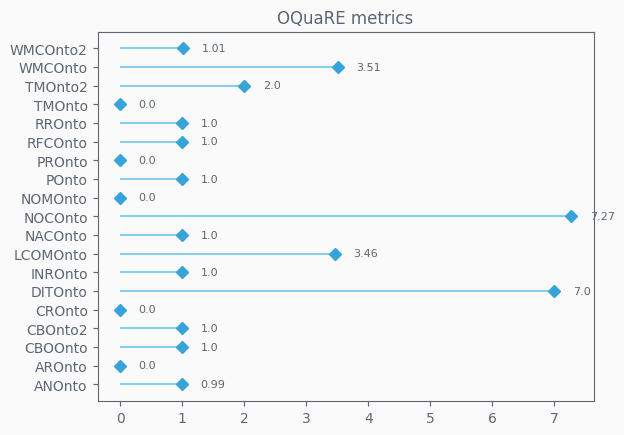 OQuaRE metrics
WMCOnto2 1.01
WMCOnto 3.51
TMOnto2 2.0
TMOnto 0.0
RROnto 1.0
RFCOnto 1.0
PROnto 0.0
POnto 1.0
NOMOnto 0.0
NOCOnto 7.27
NACOnto 1.0
LCOMOnto 3.46
INROnto 1.0
DITOnto 7.0
CROnto 0.0
CBOnto2 1.0
CBOOnto 1.0
AROnto 0.0
ANOnto 0.99
0 1 2 3 4 5 6 7